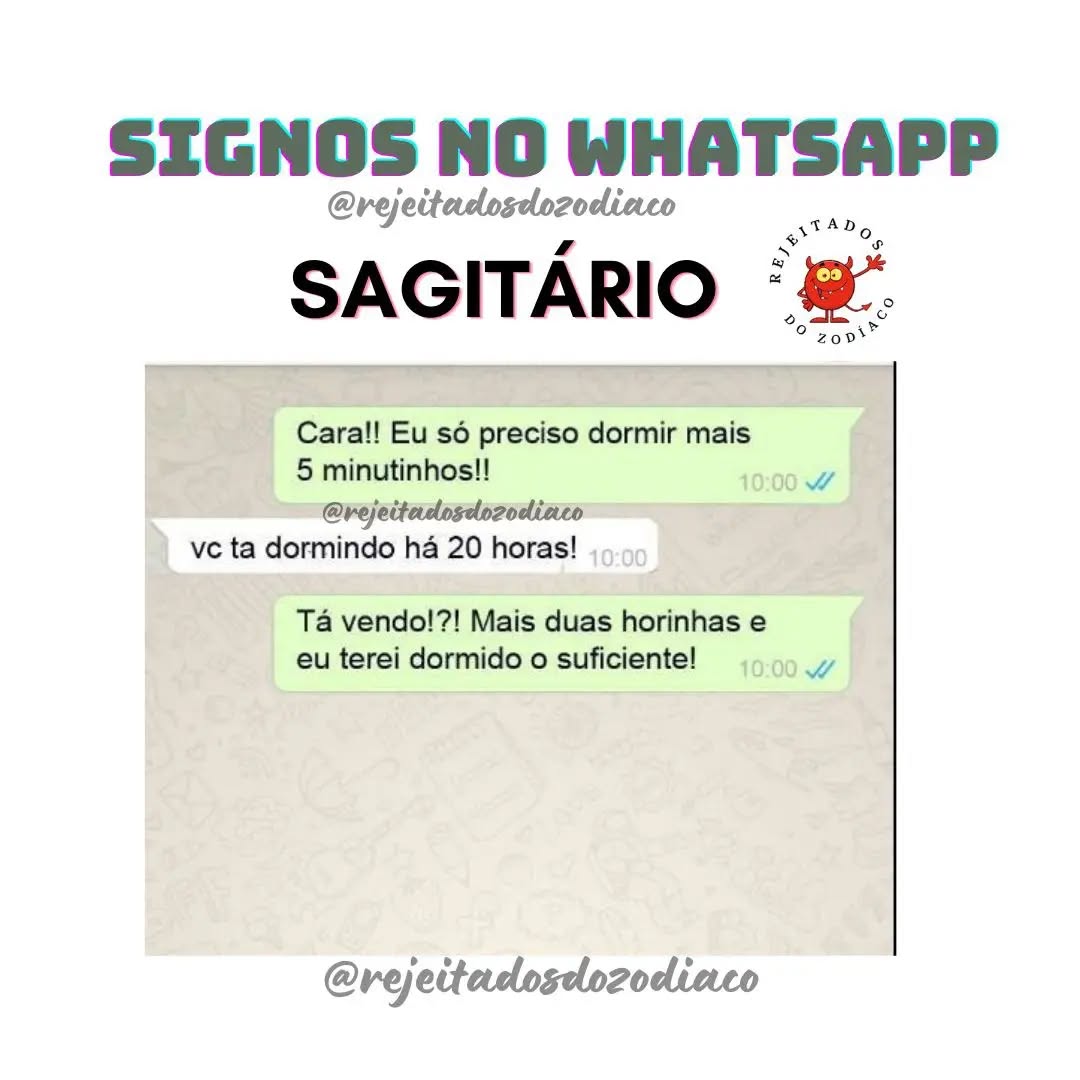 SIGNOS NO WHATSAPP
@rejeitadosdozodiaco
SAGITÁRIO
REJEITADOS
DO ZODÍACO
Cara!! Eu só preciso dormir mais
5 minutinhos!!
10:00
@rejeitadosdozodiaco
vc ta dormindo há 20 horas! 10:00
Tá vendo!?! Mais duas horinhas e
eu terei dormido o suficiente!
10:00
@rejeitadosdozodiaco